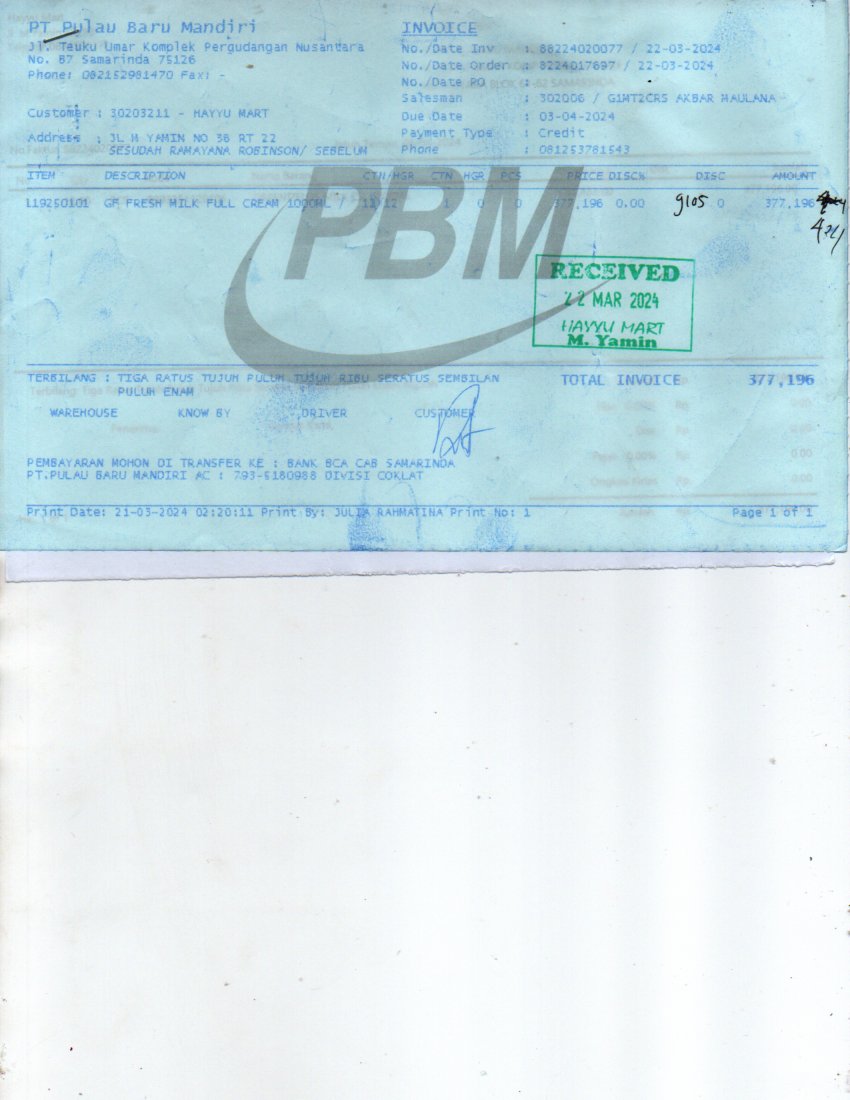 PT Pulau Baru Mandiri
Jl. Teuku Umar Komplek Pergudangan Nusantara
No. B7 Samarinda 75126
Phone: 082152981470 Fax: -
Customer : 30203211 - HAYYU MART
Address : JL M YAMIN NO 36 RT 22
SESUDAH RAMAYANA ROBINSON/ SEBELUM
INVOICE
No./Date Inv : 88224020077 / 22-03-2024
No./Date Order : 8224017697 / 22-03-2024
No./Date PO :
Salesman : 302006 / G1MT2CRS AKBAR MAULANA
Due Date : 03-04-2024
Payment Type : Credit
Phone : 081253781543
ITEM DESCRIPTION CTN/HGR CTN HGR PCS PRICE DISC% DISC AMOUNT
119250101 GF FRESH MILK FULL CREAM 1000ML / 1 0 0 377,196 0.00 0 377,196
9105
PBM
RECEIVED
22 MAR 2024
HAYYU MART
M. Yamin
TERBILANG : TIGA RATUS TUJUH PULUH TUJUH RIBU SERATUS SEMBILAN
PULUH ENAM
TOTAL INVOICE 377,196
WAREHOUSE KNOW BY DRIVER CUSTOMER
PEMBAYARAN MOHON DI TRANSFER KE : BANK BCA CAB SAMARINDA
PT.PULAU BARU MANDIRI AC : 793-5180988 DIVISI COKLAT
Print Date: 21-03-2024 02:20:11 Print By: JULIA RAHMATINA Print No: 1 Page 1 of 1